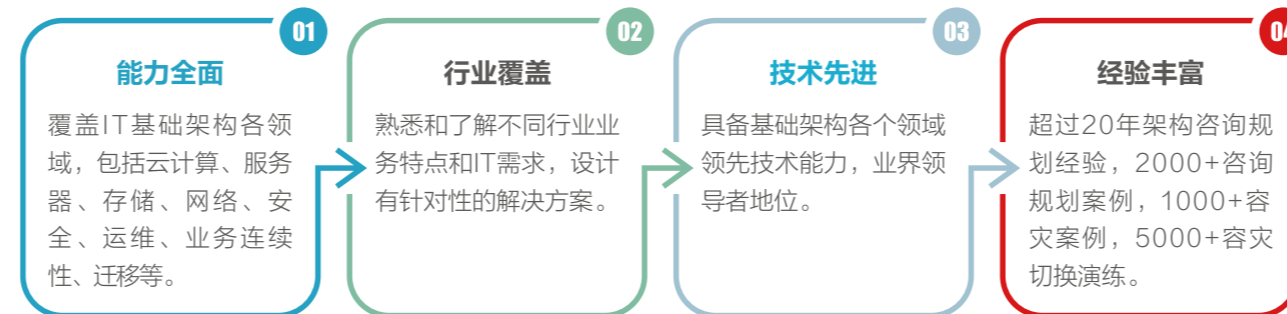 01
能力全面
覆盖IT基础架构各领
域，包括云计算、服务
器、存储、网络、安
全、运维、业务连续
性、迁移等。
02
行业覆盖
熟悉和了解不同行业业
务特点和IT需求，设计
有针对性的解决方案。
03
技术先进
具备基础架构各个领域
领先技术能力，业界领
导者地位。
04
经验丰富
超过20年架构咨询规
划经验，2000+咨询
规划案例，1000+容
灾案例，5000+容灾
切换演练。